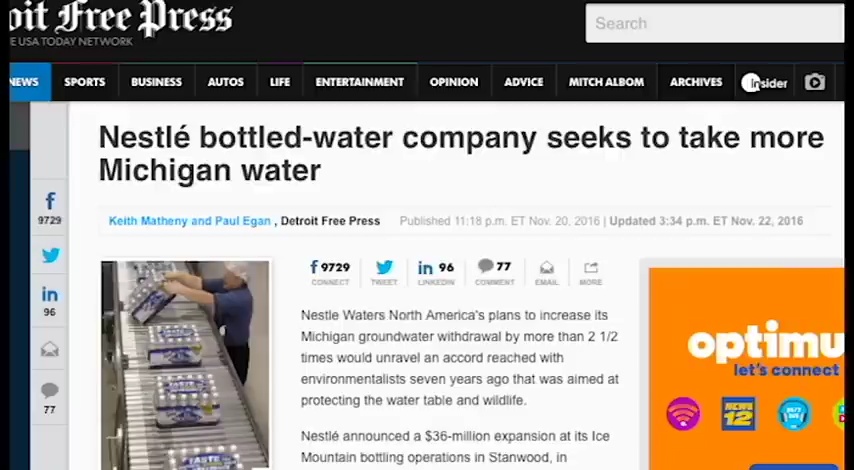 oit Free Press
E USA TODAY NETWORK
Search
NEWS SPORTS BUSINESS AUTOS LIFE ENTERTAINMENT OPINION ADVICE MITCH ALBOM ARCHIVES insider
Nestlé bottled-water company seeks to take more
Michigan water
Keith Matheny and Paul Egan , Detroit Free Press Published 11:18 p.m. ET Nov. 20, 2016 | Updated 3:34 p.m. ET Nov. 22, 2016
9729
96
77
9729 CONNECT
TWEET
in 96 LINKEDIN
77 COMMENT
EMAIL
MORE
Nestle Waters North America's plans to increase its
Michigan groundwater withdrawal by more than 2 1/2
times would unravel an accord reached with
environmentalists seven years ago that was aimed at
protecting the water table and wildlife.
Nestlé announced a $36-million expansion at its Ice
Mountain bottling operations in Stanwood, in
optimu
let's connect
NEWS
12